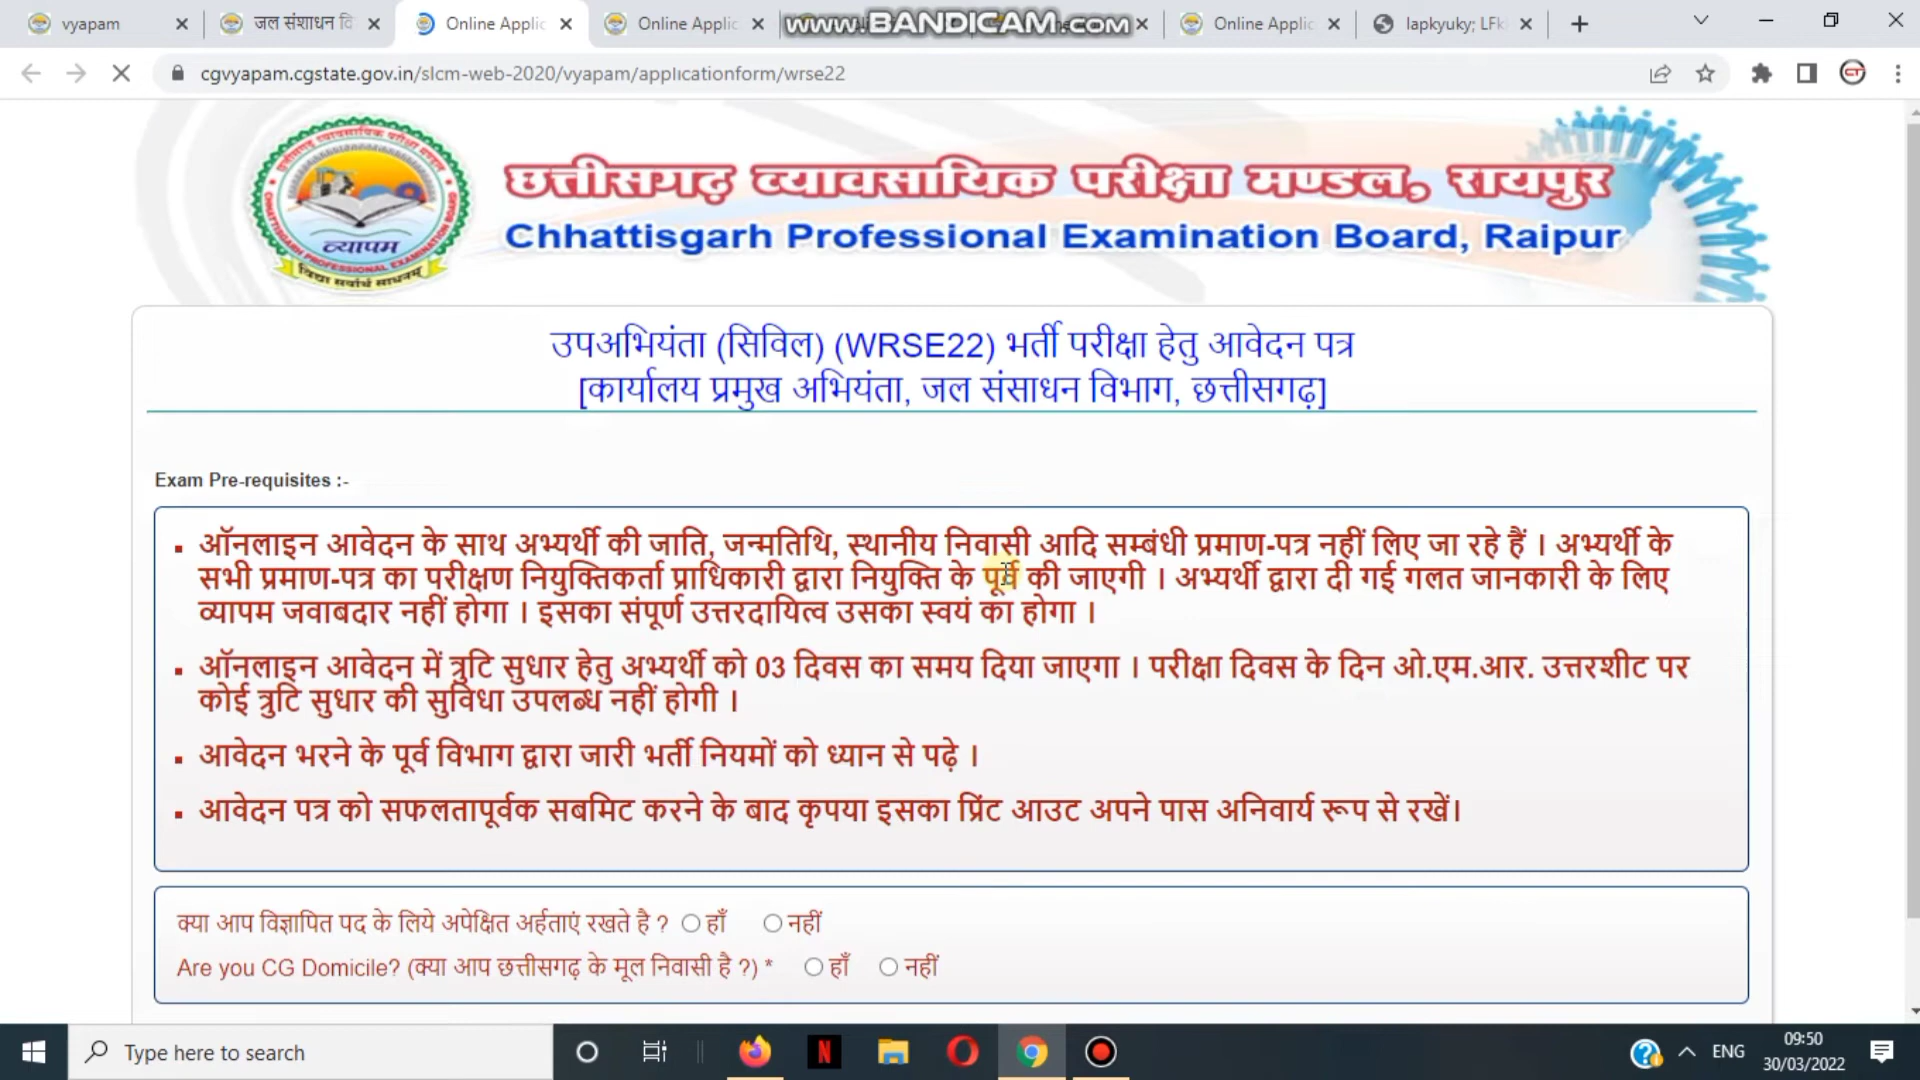 vyapam
जल संशाधन वि
Online Applic
Online Applic
WWW.BANDICAM.COM
Online Applic
lapkyuky; LFk
cgvyapam.cgstate.gov.in/slcm-web-2020/vyapam/applicationform/wrse22
व्यापम
CHHATTISGARH PROFESSIONAL EXAMINATION BOARD, RAIPUR
विद्या सर्वार्थ साधनम्
छत्तीसगढ़ व्यावसायिक परीक्षा मण्डल, रायपुर
Chhattisgarh Professional Examination Board, Raipur
उपअभियंता (सिविल) (WRSE22) भर्ती परीक्षा हेतु आवेदन पत्र
[कार्यालय प्रमुख अभियंता, जल संसाधन विभाग, छत्तीसगढ़]
Exam Pre-requisites :-
ऑनलाइन आवेदन के साथ अभ्यर्थी की जाति, जन्मतिथि, स्थानीय निवासी आदि सम्बंधी प्रमाण-पत्र नहीं लिए जा रहे हैं । अभ्यर्थी के
सभी प्रमाण-पत्र का परीक्षण नियुक्तिकर्ता प्राधिकारी द्वारा नियुक्ति के पूर्व की जाएगी । अभ्यर्थी द्वारा दी गई गलत जानकारी के लिए
व्यापम जवाबदार नहीं होगा । इसका संपूर्ण उत्तरदायित्व उसका स्वयं का होगा ।
ऑनलाइन आवेदन में त्रुटि सुधार हेतु अभ्यर्थी को 03 दिवस का समय दिया जाएगा । परीक्षा दिवस के दिन ओ.एम.आर. उत्तरशीट पर
कोई त्रुटि सुधार की सुविधा उपलब्ध नहीं होगी ।
आवेदन भरने के पूर्व विभाग द्वारा जारी भर्ती नियमों को ध्यान से पढ़े ।
आवेदन पत्र को सफलतापूर्वक सबमिट करने के बाद कृपया इसका प्रिंट आउट अपने पास अनिवार्य रूप से रखें।
क्या आप विज्ञापित पद के लिये अपेक्षित अर्हताएं रखते है ? हाँ नहीं
Are you CG Domicile? (क्या आप छत्तीसगढ़ के मूल निवासी है ?) * हाँ नहीं
Type here to search
ENG
09:50
30/03/2022